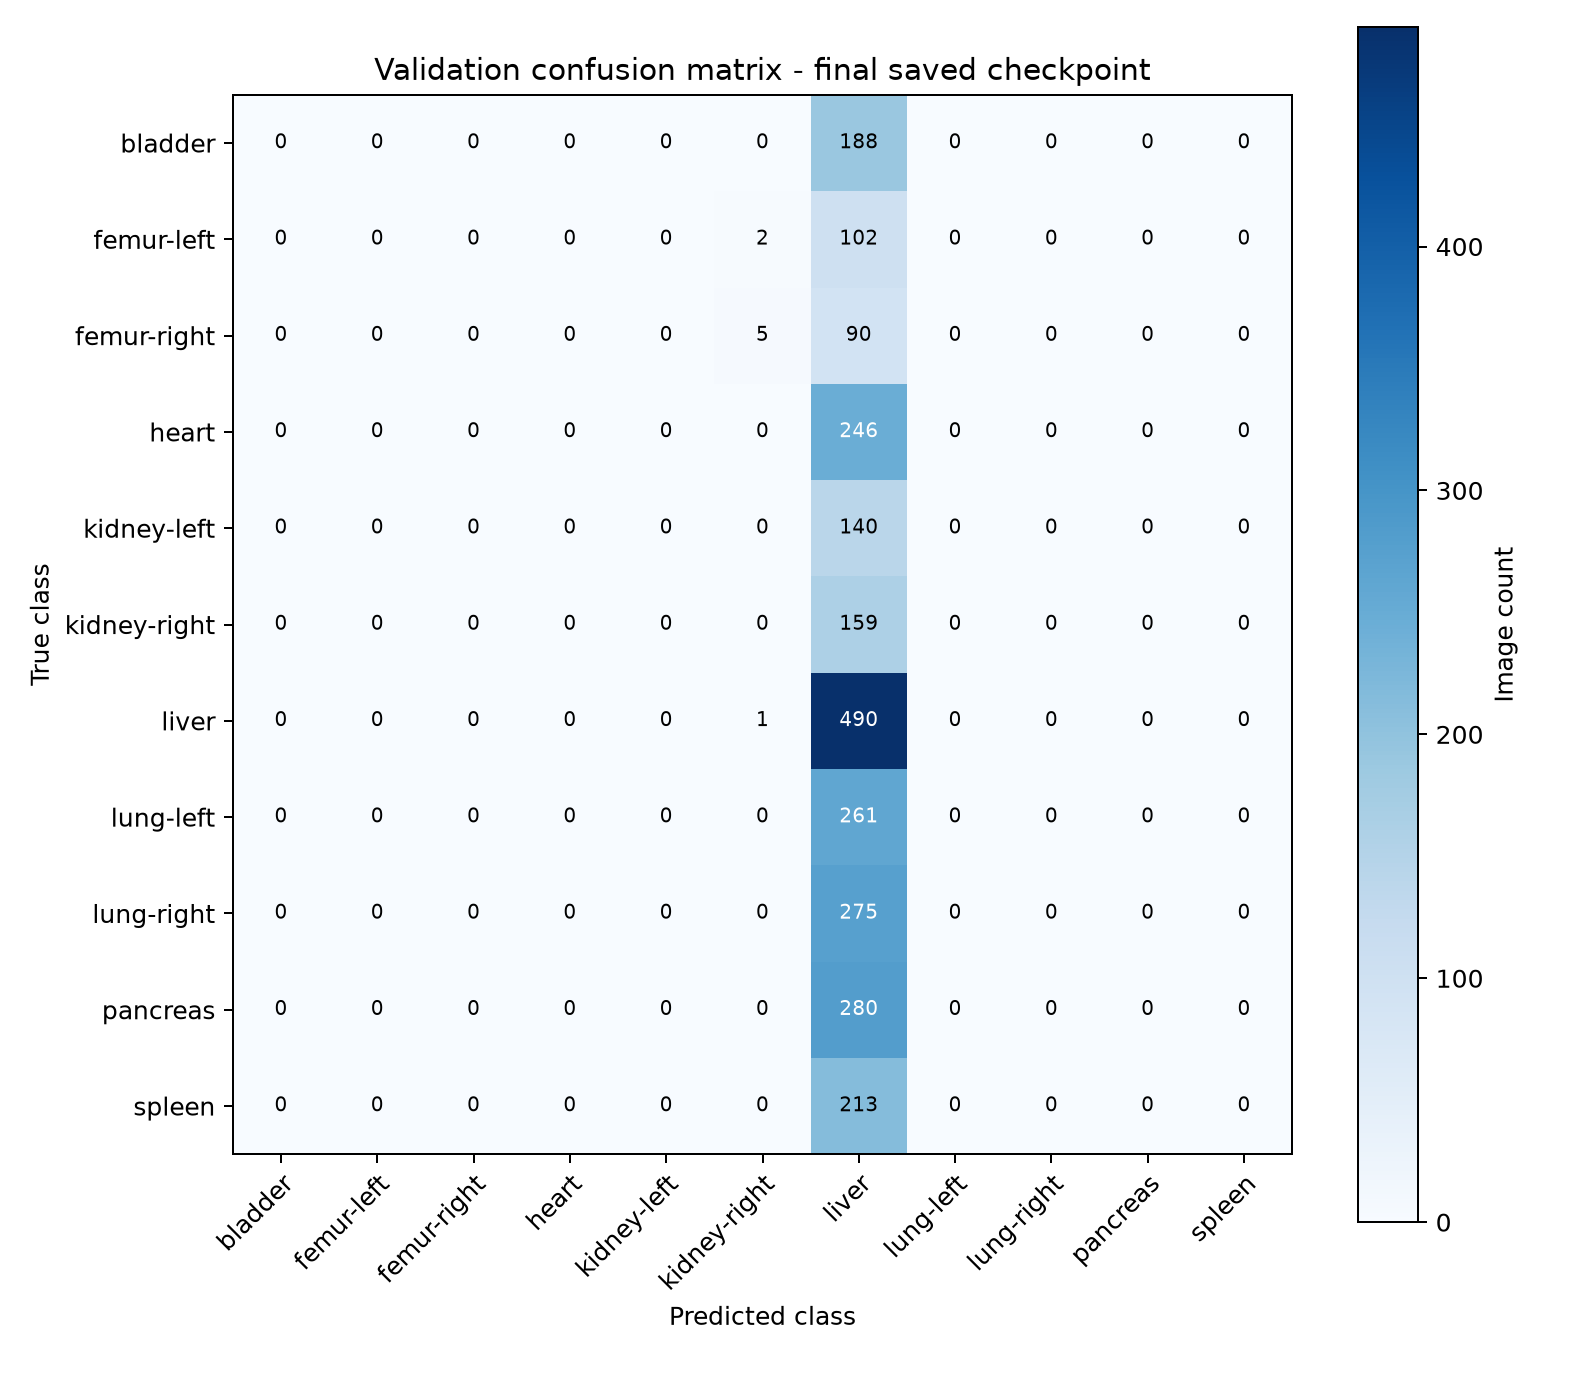 Validation confusion matrix - final saved checkpoint
bladder 0 0 0 0 0 0 188 0 0 0 0
femur-left 0 0 0 0 0 2 102 0 0 0 0
femur-right 0 0 0 0 0 5 90 0 0 0 0
heart 0 0 0 0 0 0 246 0 0 0 0
kidney-left 0 0 0 0 0 0 140 0 0 0 0
kidney-right 0 0 0 0 0 0 159 0 0 0 0
liver 0 0 0 0 0 1 490 0 0 0 0
lung-left 0 0 0 0 0 0 261 0 0 0 0
lung-right 0 0 0 0 0 0 275 0 0 0 0
pancreas 0 0 0 0 0 0 280 0 0 0 0
spleen 0 0 0 0 0 0 213 0 0 0 0
True class
bladder femur-left femur-right heart kidney-left kidney-right liver lung-left lung-right pancreas spleen
Predicted class
400
300
200
100
0
Image count